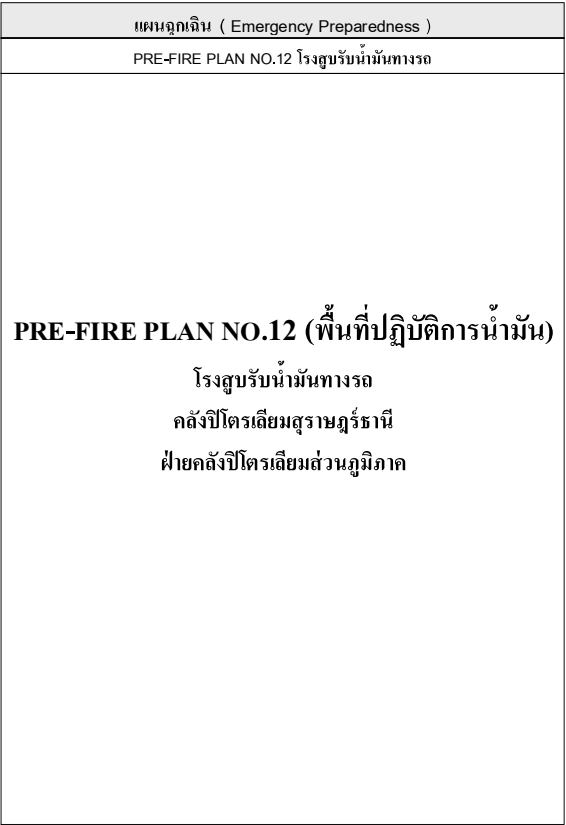 แผนฉุกเฉิน ( Emergency Preparedness )
PRE-FIRE PLAN NO.12 โรงสูบรับน้ำมันทางรถ
PRE-FIRE PLAN NO.12 (พื้นที่ปฏิบัติการน้ำมัน)
โรงสูบรับน้ำมันทางรถ
คลังปิโตรเลียมสุราษฎร์ธานี
ฝ่ายคลังปิโตรเลียมส่วนภูมิภาค